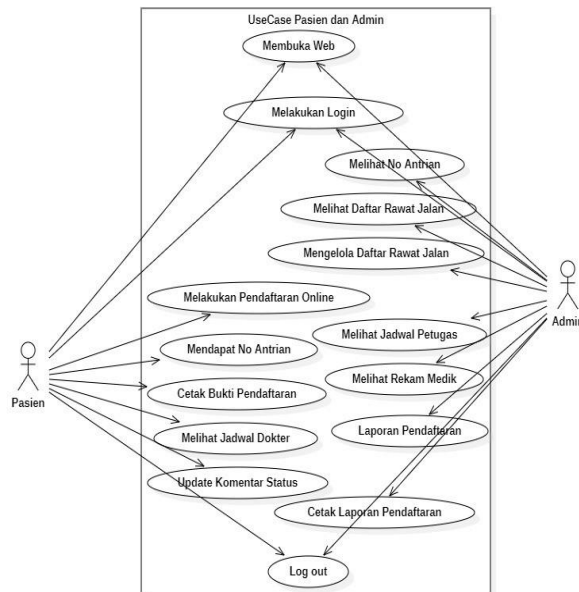 UseCase Pasien dan Admin
Membuka Web
Melakukan Login
Melihat No Antrian
Melihat Daftar Rawat Jalan
Mengelola Daftar Rawat Jalan
Melakukan Pendaftaran Online
Melihat Jadwal Petugas
Admin
Mendapat No Antrian
Melihat Rekam Medik
Cetak Bukti Pendaftaran
Pasien
Laporan Pendaftaran
Melihat Jadwal Dokter
Update Komentar Status
Cetak Laporan Pendaftaran
Log out